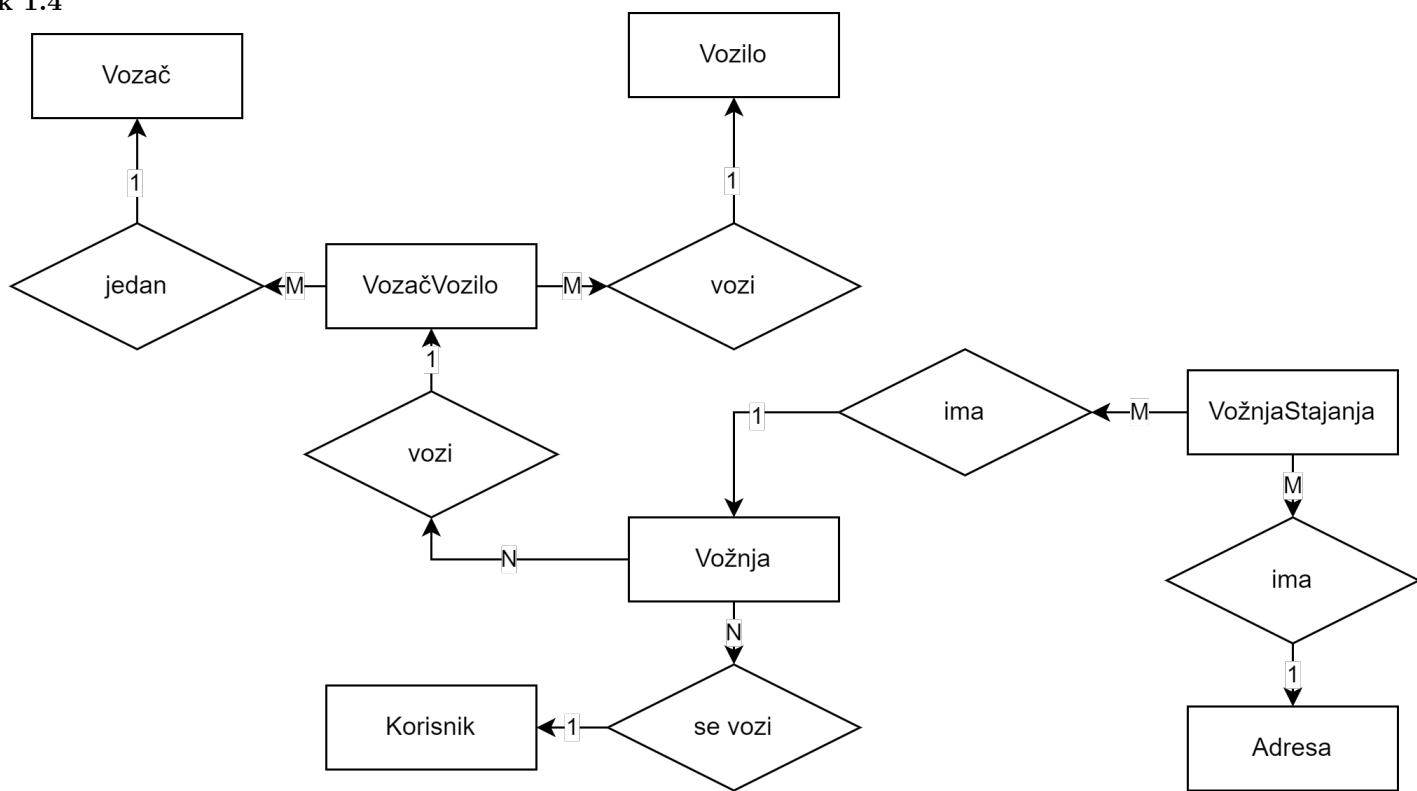 k 1.4
Vozač
Vozilo
1
1
jedan
M
VozačVozilo
M
vozi
1
vozi
1
ima
M
VožnjaStajanja
M
N
Vožnja
ima
N
1
Korisnik
1
se vozi
Adresa